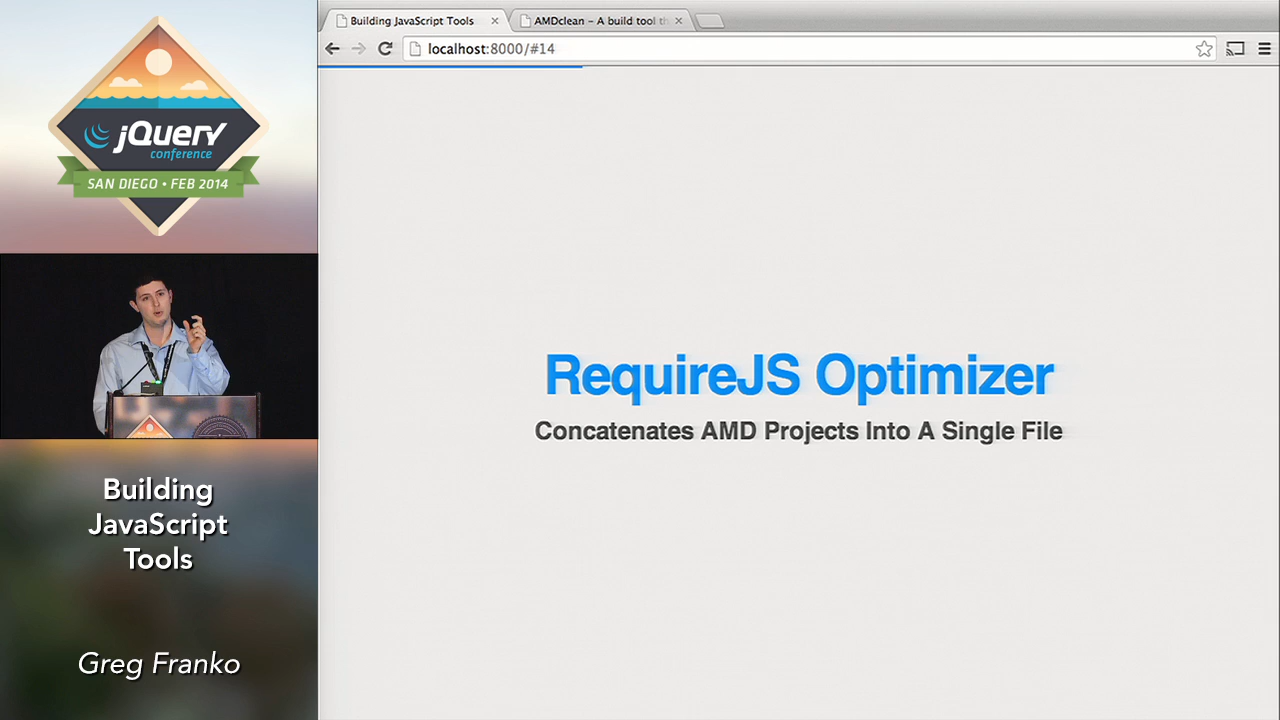 jQuery
conference
SAN DIEGO • FEB 2014
Building
JavaScript
Tools
Greg Franko
Building JavaScript Tools
AMDclean - A build tool th
localhost:8000/#14
RequireJS Optimizer
Concatenates AMD Projects Into A Single File